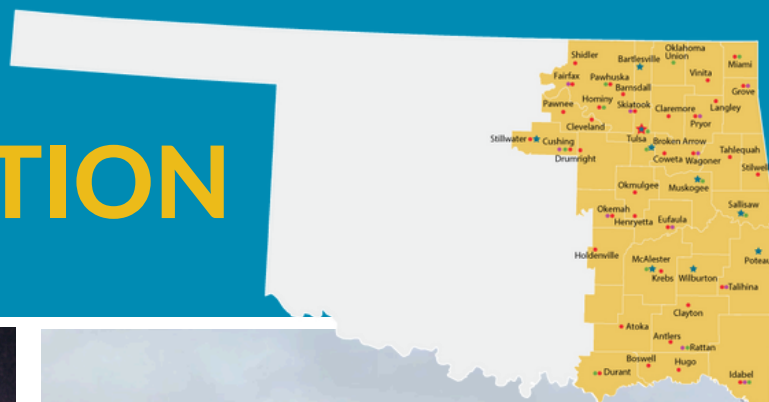 TION
Shidler
Bartlesville
Oklahoma
Union
Miami
Fairfax
Pawhuska
Vinita
Barnsdall
Grove
Pawnee
Hominy
Skiatook
Claremore
Langley
Pryor
Cleveland
Stillwater
Cushing
Tulsa
Broken Arrow
Drumright
Coweta
Wagoner
Tahlequah
Stilwell
Okmulgee
Muskogee
Okemah
Henryetta
Eufaula
Sallisaw
Holdenville
McAlester
Krebs
Wilburton
Poteau
Talihina
Clayton
Atoka
Antlers
Rattan
Boswell
Hugo
Durant
Idabel